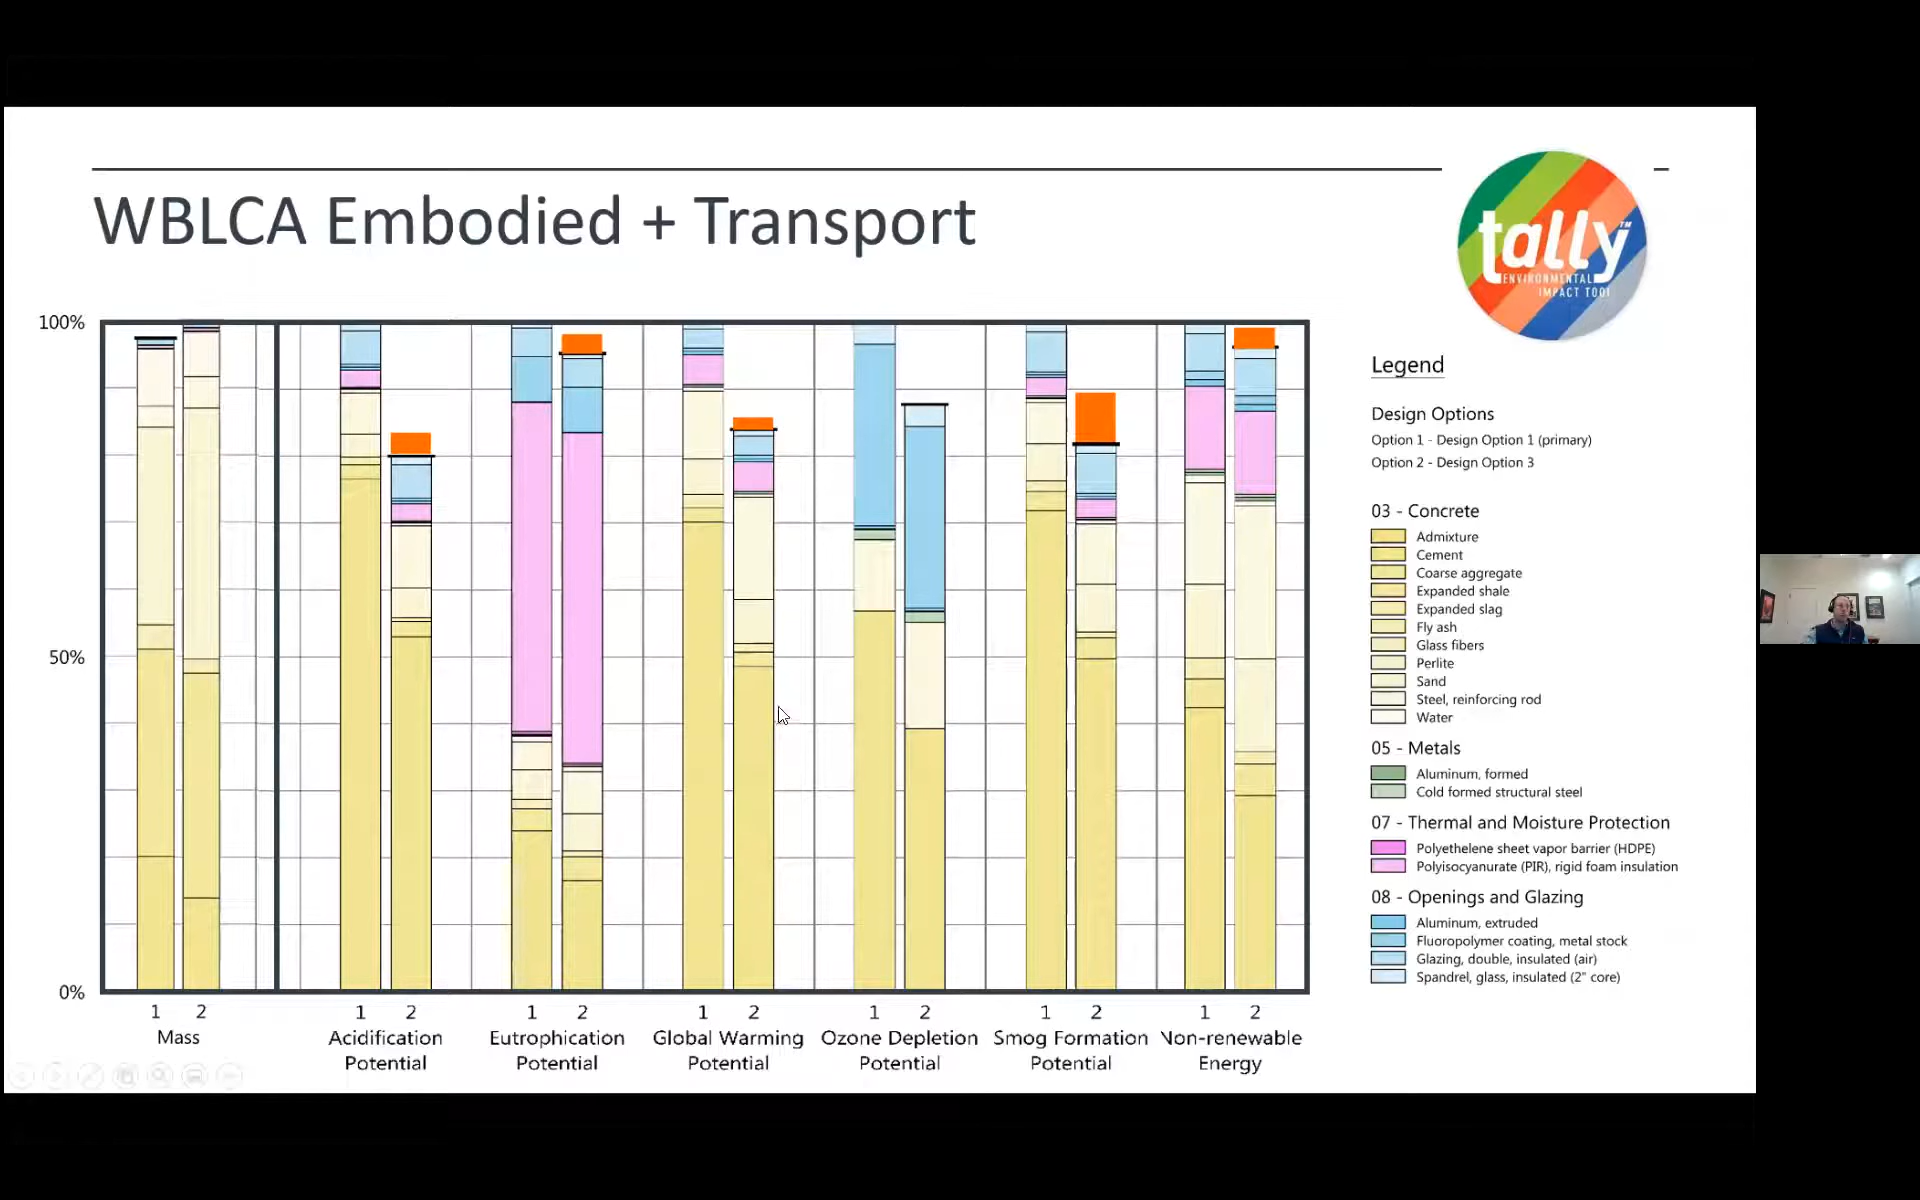 WBLCA Embodied + Transport
tally™
ENVIRONMENTAL
IMPACT TOOL
100%
50%
0%
1 2
Mass
1 2
Acidification
Potential
1 2
Eutrophication
Potential
1 2
Global Warming
Potential
1 2
Ozone Depletion
Potential
1 2
Smog Formation
Potential
1 2
Non-renewable
Energy
Legend
Design Options
Option 1 - Design Option 1 (primary)
Option 2 - Design Option 3
03 - Concrete
Admixture
Cement
Coarse aggregate
Expanded shale
Expanded slag
Fly ash
Glass fibers
Perlite
Sand
Steel, reinforcing rod
Water
05 - Metals
Aluminum, formed
Cold formed structural steel
07 - Thermal and Moisture Protection
Polyethelene sheet vapor barrier (HDPE)
Polyisocyanurate (PIR), rigid foam insulation
08 - Openings and Glazing
Aluminum, extruded
Fluoropolymer coating, metal stock
Glazing, double, insulated (air)
Spandrel, glass, insulated (2" core)